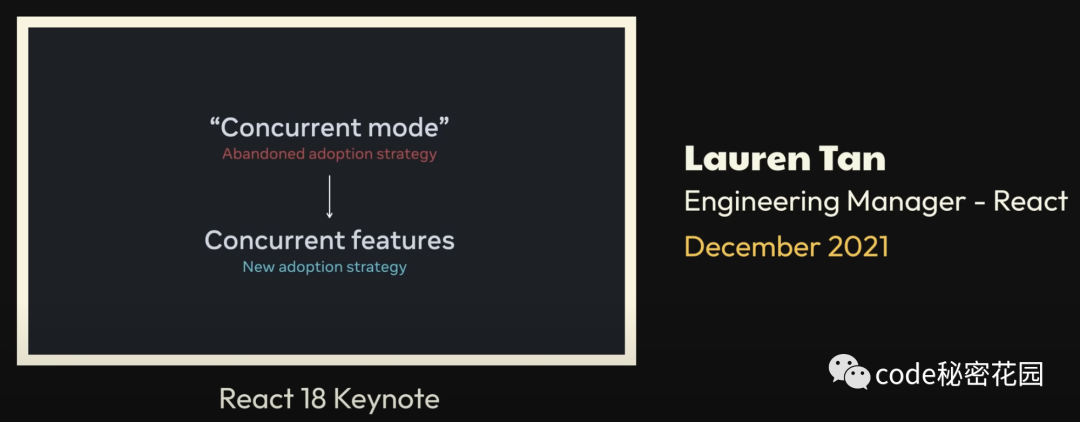 “Concurrent mode”
Abandoned adoption strategy
Concurrent features
New adoption strategy
React 18 Keynote
Lauren Tan
Engineering Manager - React
December 2021
code秘密花园